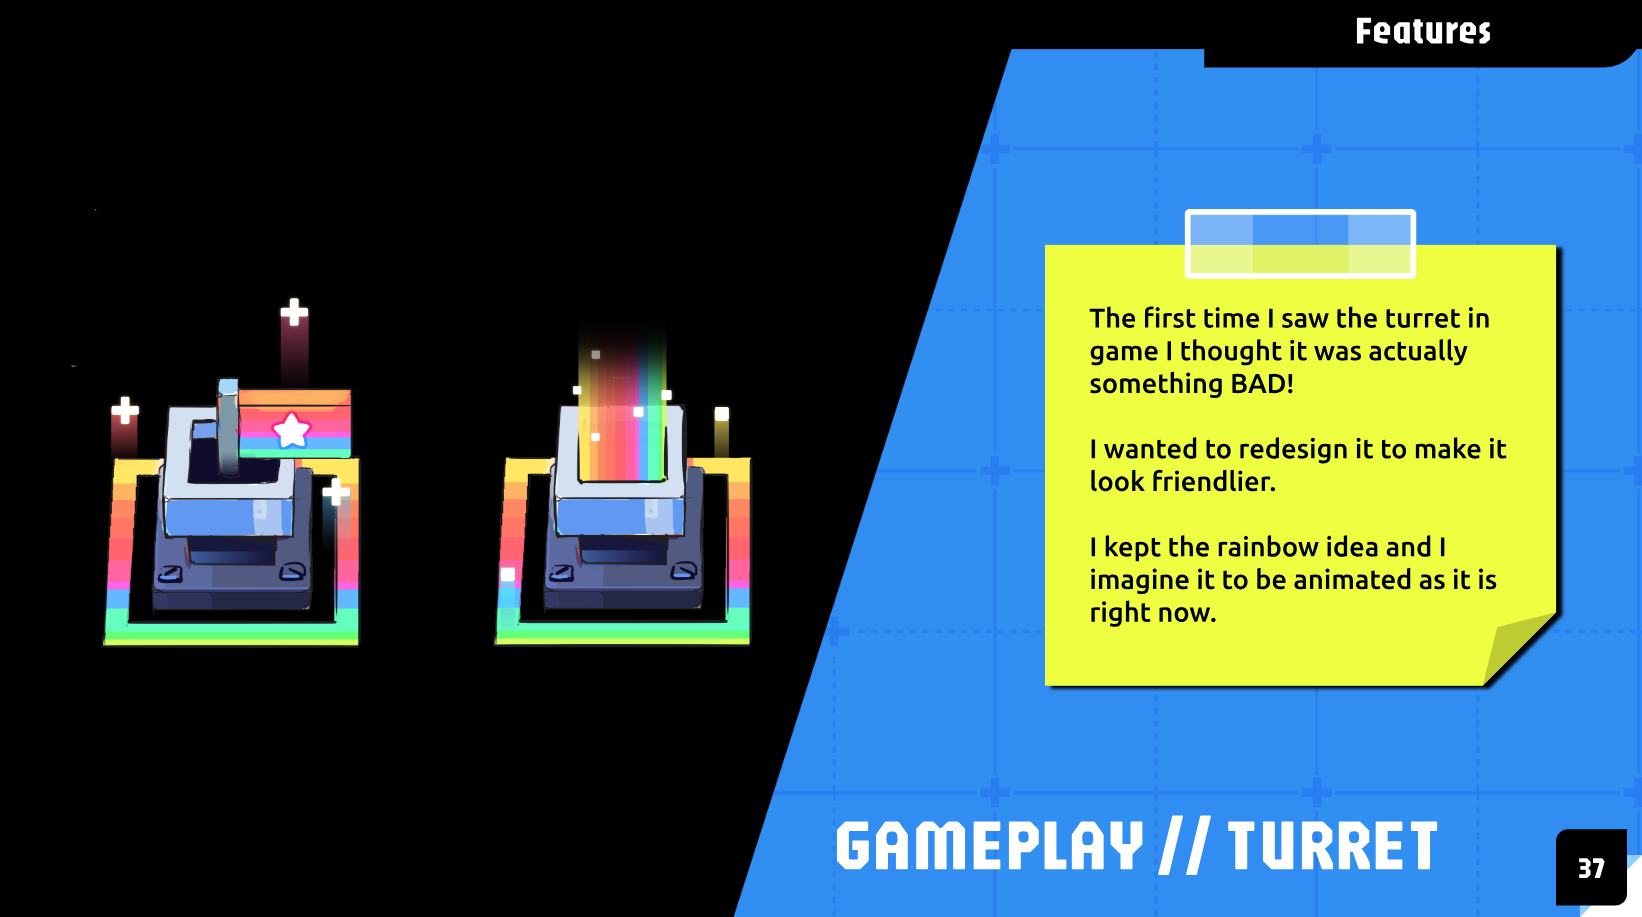 Features
The first time I saw the turret in
game I thought it was actually
something BAD!
I wanted to redesign it to make it
look friendlier.
I kept the rainbow idea and I
imagine it to be animated as it is
right now.
GAMEPLAY // TURRET
37